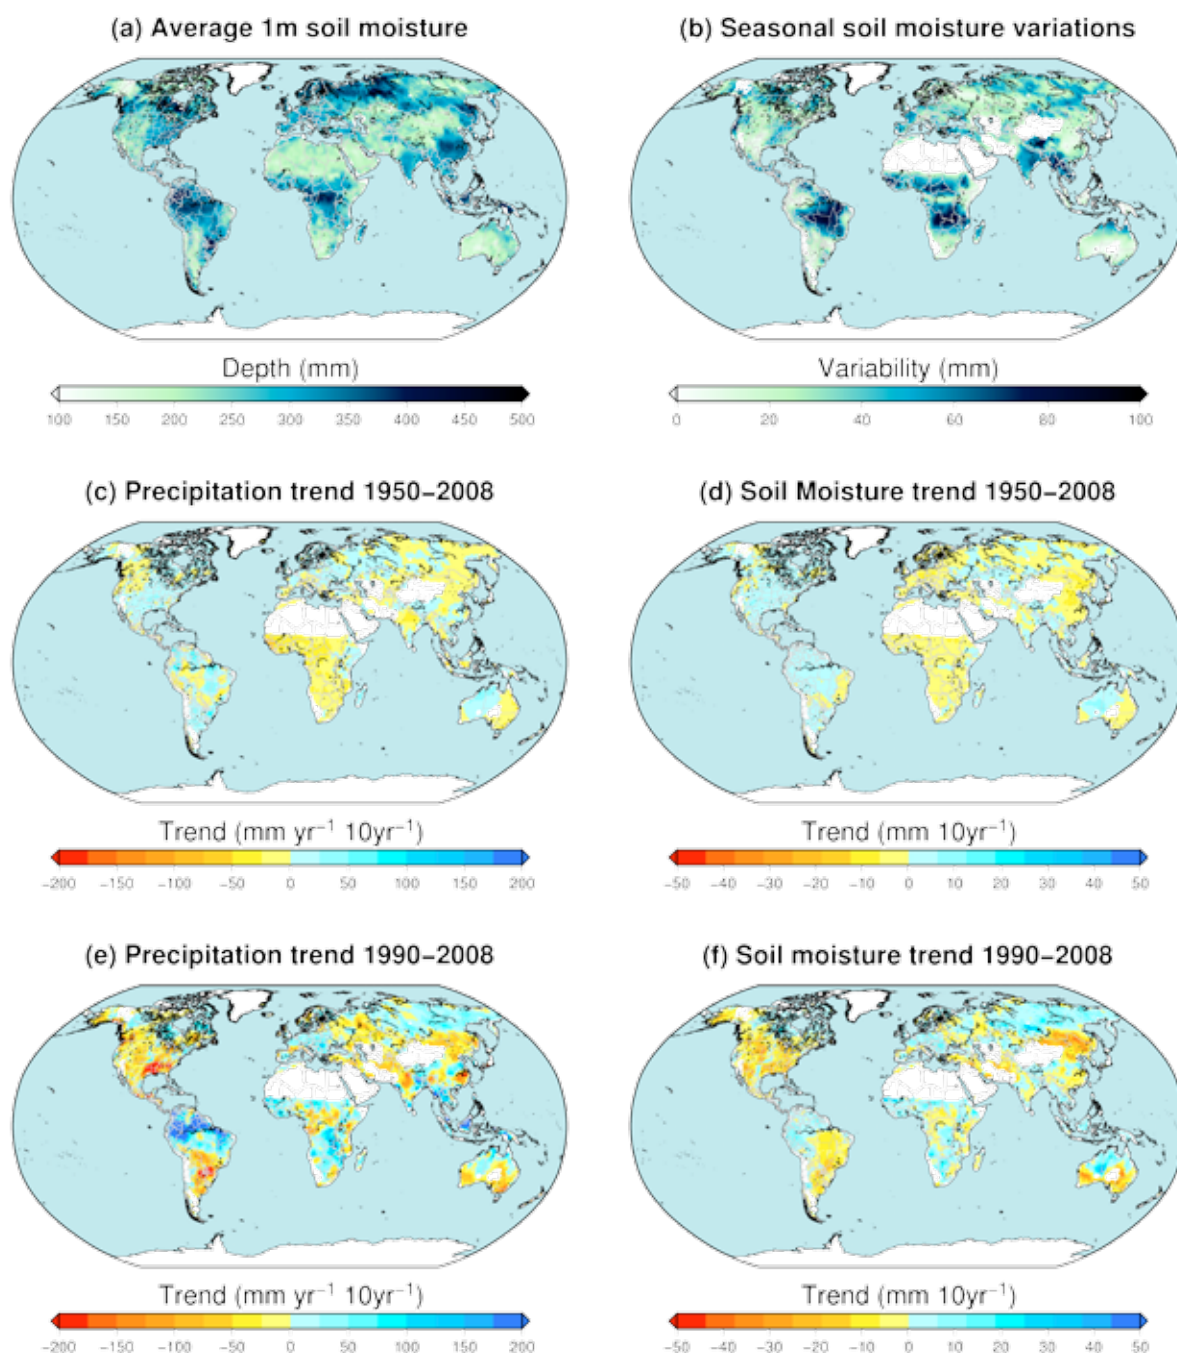 (a) Average 1m soil moisture
(b) Seasonal soil moisture variations
Depth (mm)
100 150 200 250 300 350 400 450 500
Variability (mm)
0 20 40 60 80 100
(c) Precipitation trend 1950–2008
(d) Soil Moisture trend 1950–2008
Trend (mm yr⁻¹ 10yr⁻¹)
−200 −150 −100 −50 0 50 100 150 200
Trend (mm 10yr⁻¹)
−50 −40 −30 −20 −10 0 10 20 30 40 50
(e) Precipitation trend 1990–2008
(f) Soil moisture trend 1990–2008
Trend (mm yr⁻¹ 10yr⁻¹)
−200 −150 −100 −50 0 50 100 150 200
Trend (mm 10yr⁻¹)
−50 −40 −30 −20 −10 0 10 20 30 40 50